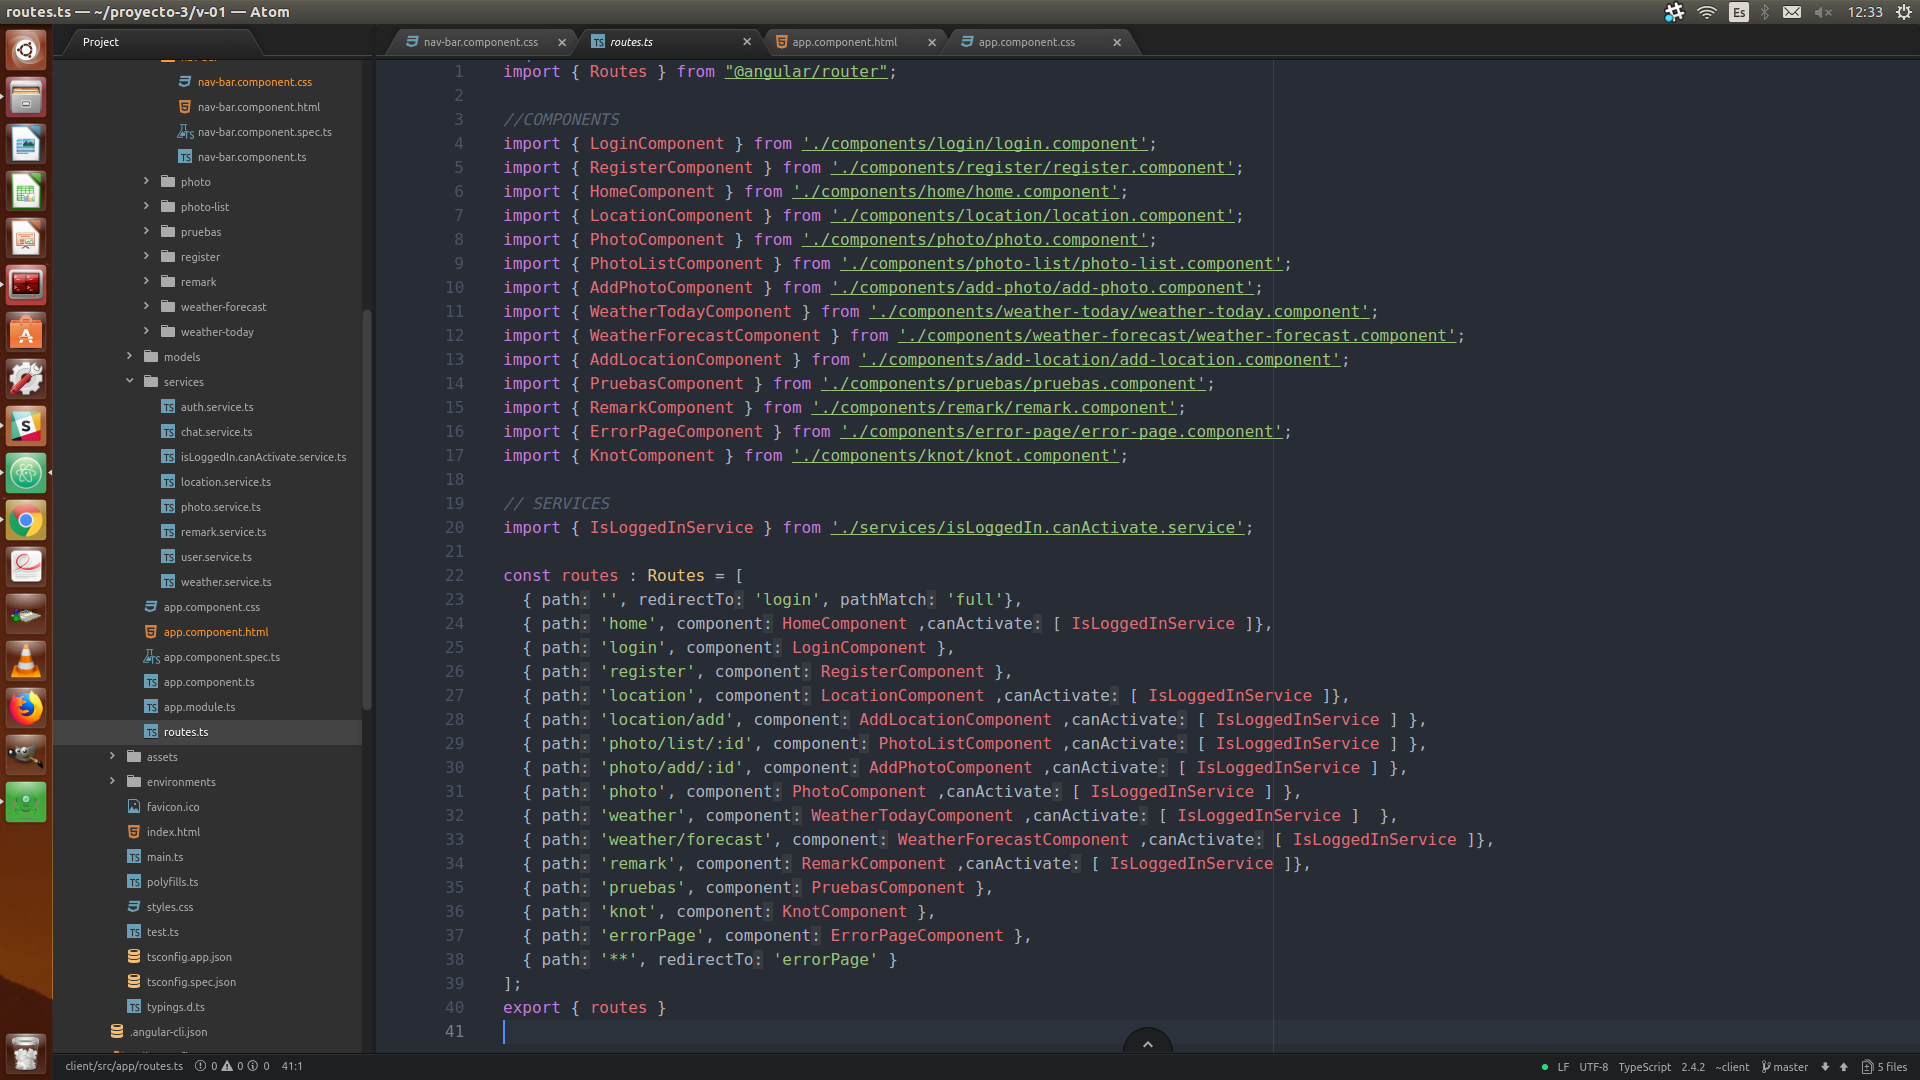 routes.ts — ~/proyecto-3/v-01 — Atom
Es
12:33
Project
nav-bar.component.css
nav-bar.component.html
nav-bar.component.spec.ts
nav-bar.component.ts
photo
photo-list
pruebas
register
remark
weather-forecast
weather-today
models
services
auth.service.ts
chat.service.ts
isLoggedIn.canActivate.service.ts
location.service.ts
photo.service.ts
remark.service.ts
user.service.ts
weather.service.ts
app.component.css
app.component.html
app.component.spec.ts
app.component.ts
app.module.ts
routes.ts
assets
environments
favicon.ico
index.html
main.ts
polyfills.ts
styles.css
test.ts
tsconfig.app.json
tsconfig.spec.json
typings.d.ts
.angular-cli.json
nav-bar.component.css
routes.ts
app.component.html
app.component.css
1 import { Routes } from "@angular/router";
2
3 //COMPONENTS
4 import { LoginComponent } from './components/login/login.component';
5 import { RegisterComponent } from './components/register/register.component';
6 import { HomeComponent } from './components/home/home.component';
7 import { LocationComponent } from './components/location/location.component';
8 import { PhotoComponent } from './components/photo/photo.component';
9 import { PhotoListComponent } from './components/photo-list/photo-list.component';
10 import { AddPhotoComponent } from './components/add-photo/add-photo.component';
11 import { WeatherTodayComponent } from './components/weather-today/weather-today.component';
12 import { WeatherForecastComponent } from './components/weather-forecast/weather-forecast.component';
13 import { AddLocationComponent } from './components/add-location/add-location.component';
14 import { PruebasComponent } from './components/pruebas/pruebas.component';
15 import { RemarkComponent } from './components/remark/remark.component';
16 import { ErrorPageComponent } from './components/error-page/error-page.component';
17 import { KnotComponent } from './components/knot/knot.component';
18
19 // SERVICES
20 import { IsLoggedInService } from './services/isLoggedIn.canActivate.service';
21
22 const routes : Routes = [
23 { path: '', redirectTo: 'login', pathMatch: 'full'},
24 { path: 'home', component: HomeComponent ,canActivate: [ IsLoggedInService ]},
25 { path: 'login', component: LoginComponent },
26 { path: 'register', component: RegisterComponent },
27 { path: 'location', component: LocationComponent ,canActivate: [ IsLoggedInService ]},
28 { path: 'location/add', component: AddLocationComponent ,canActivate: [ IsLoggedInService ] },
29 { path: 'photo/list/:id', component: PhotoListComponent ,canActivate: [ IsLoggedInService ] },
30 { path: 'photo/add/:id', component: AddPhotoComponent ,canActivate: [ IsLoggedInService ] },
31 { path: 'photo', component: PhotoComponent ,canActivate: [ IsLoggedInService ] },
32 { path: 'weather', component: WeatherTodayComponent ,canActivate: [ IsLoggedInService ]  },
33 { path: 'weather/forecast', component: WeatherForecastComponent ,canActivate: [ IsLoggedInService ]},
34 { path: 'remark', component: RemarkComponent ,canActivate: [ IsLoggedInService ]},
35 { path: 'pruebas', component: PruebasComponent },
36 { path: 'knot', component: KnotComponent },
37 { path: 'errorPage', component: ErrorPageComponent },
38 { path: '**', redirectTo: 'errorPage' }
39 ];
40 export { routes }
41
client/src/app/routes.ts 0 0 0 41:1
LF UTF-8 TypeScript 2.4.2 ~client master 5 files